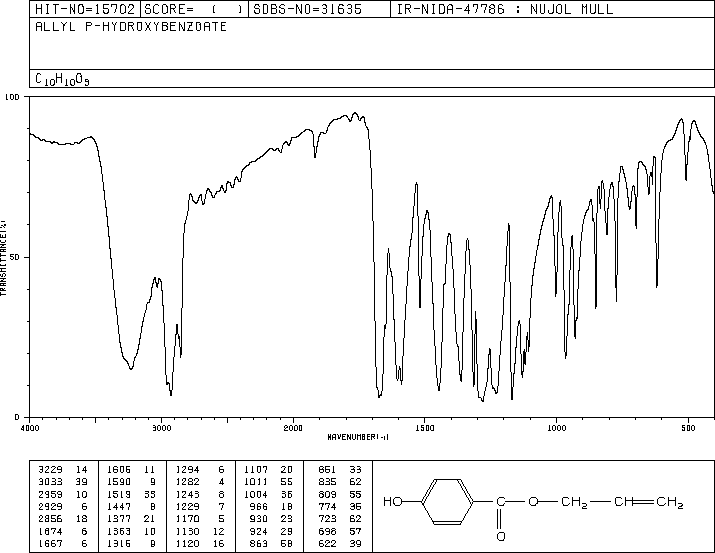 HIT-NO=15702 SCORE= ( ) SDBS-NO=31635 IR-NIDA-47786 : NUJOL MULL
ALLYL P-HYDROXYBENZOATE
C10H10O3
100
50
0
TRANSMITTANCE(%)
4000 3000 2000 1500 1000 500
WAVENUMBER(-1)
3229 14 1606 11 1294 6 1107 20 851 33
3033 39 1590 9 1282 4 1011 55 835 62
2959 10 1519 33 1243 8 1004 36 809 55
2929 6 1447 8 1229 7 966 18 774 35
2856 18 1377 21 1170 5 930 23 723 62
1674 6 1363 10 1130 12 924 29 698 57
1667 6 1316 9 1120 16 863 58 622 39
HO C O CH2 CH CH2
O